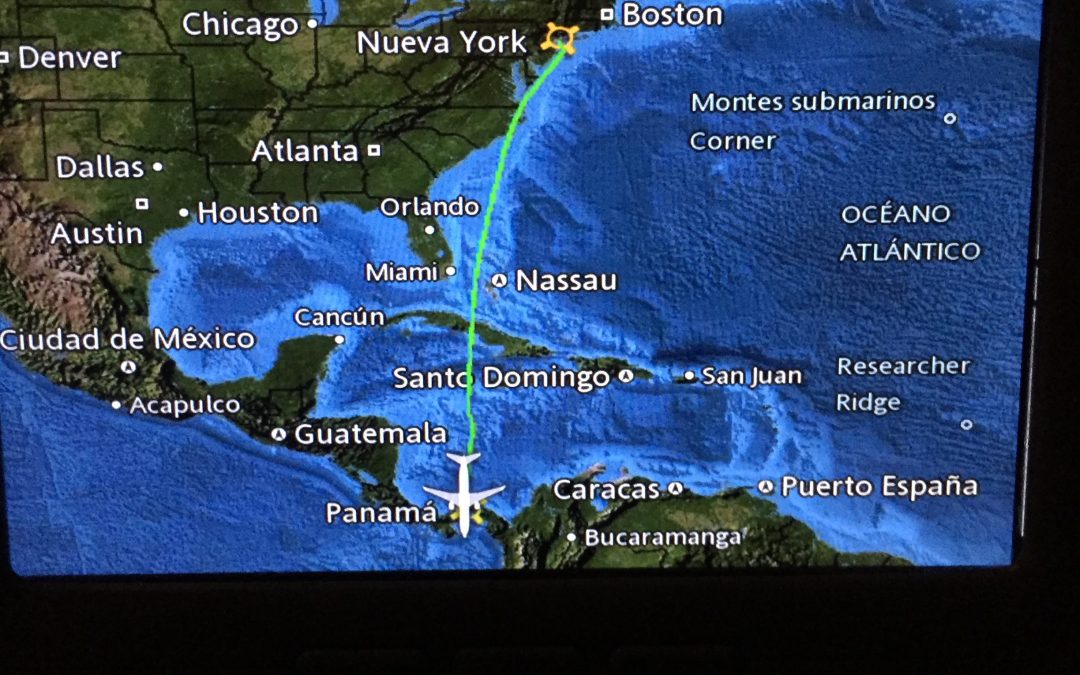 Boston
Chicago
Nueva York
Denver
Montes submarinos
Corner
Atlanta
Dallas
Orlando
Houston
OCÉANO
Austin
ATLÁNTICO
Miami
Nassau
Cancún
Ciudad de México
Santo Domingo
San Juan
Researcher
Ridge
Acapulco
Guatemala
Caracas
Puerto España
Panamá
Bucaramanga